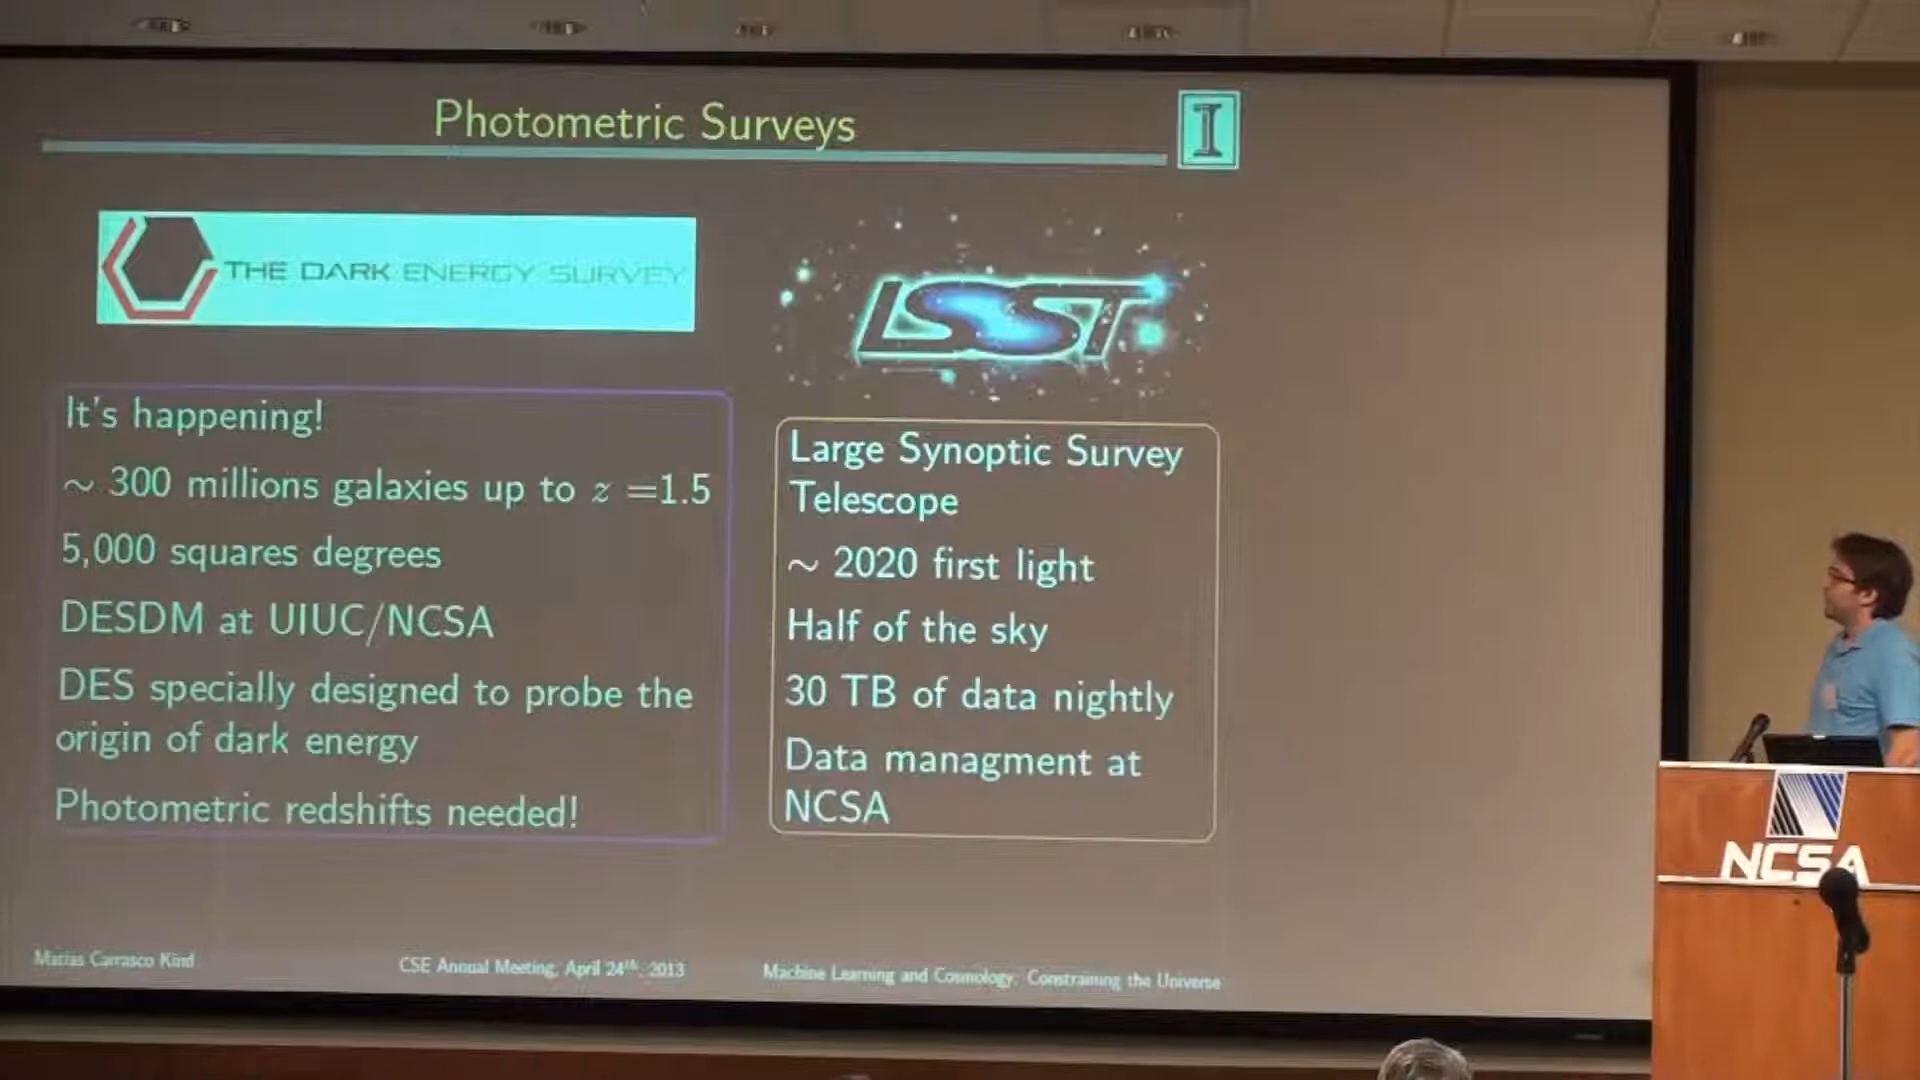 Photometric Surveys
I
THE DARK ENERGY SURVEY
It's happening!
~ 300 millions galaxies up to z =1.5
5,000 squares degrees
DESDM at UIUC/NCSA
DES specially designed to probe the
origin of dark energy
Photometric redshifts needed!
LSST
Large Synoptic Survey
Telescope
~ 2020 first light
Half of the sky
30 TB of data nightly
Data managment at
NCSA
Matias Carrasco Kind
CSE Annual Meeting, April 24th, 2013
Machine Learning and Cosmology: Constraining the Universe
NCSA